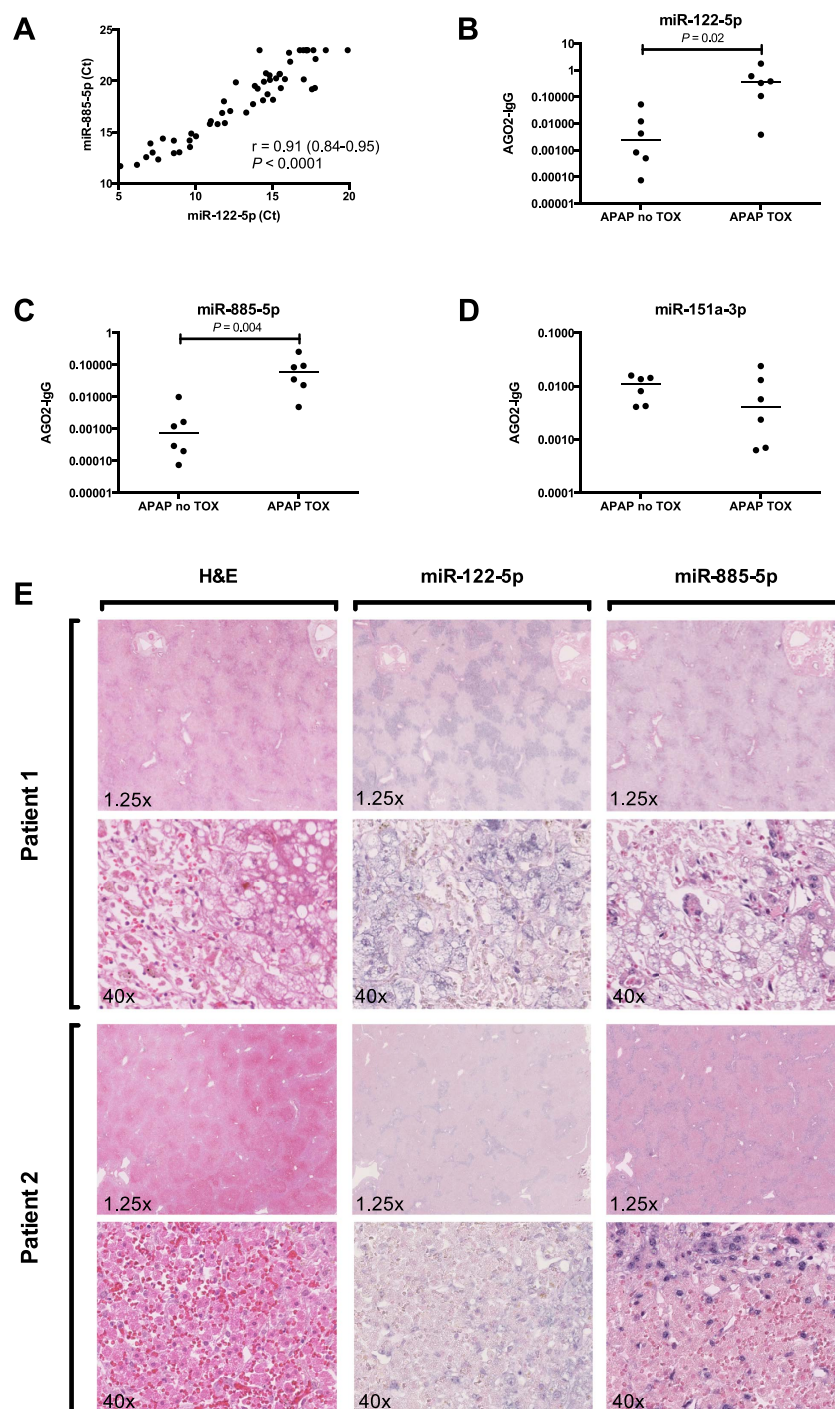 A
25
20
15
10
miR-885-5p (Ct)
r = 0.91 (0.84-0.95)
P < 0.0001
5
10
15
20
miR-122-5p (Ct)
B
miR-122-5p
P = 0.02
10
1
0.10000
0.01000
0.00100
0.00010
0.00001
AGO2-IgG
APAP no TOX
APAP TOX
C
miR-885-5p
P = 0.004
1
0.10000
0.01000
0.00100
0.00010
0.00001
AGO2-IgG
APAP no TOX
APAP TOX
D
miR-151a-3p
0.1000
0.0100
0.0010
0.0001
AGO2-IgG
APAP no TOX
APAP TOX
E
H&E
miR-122-5p
miR-885-5p
Patient 1
1.25x
1.25x
1.25x
40x
40x
40x
Patient 2
1.25x
1.25x
1.25x
40x
40x
40x